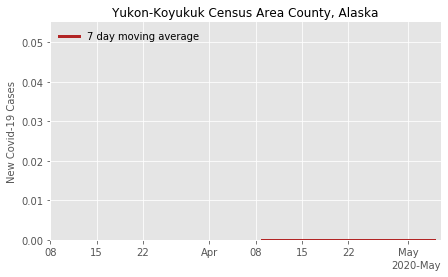 Yukon-Koyukuk Census Area County, Alaska
7 day moving average
New Covid-19 Cases
0.05
0.04
0.03
0.02
0.01
0.00
08 15 22 Apr 08 15 22 May
2020-May